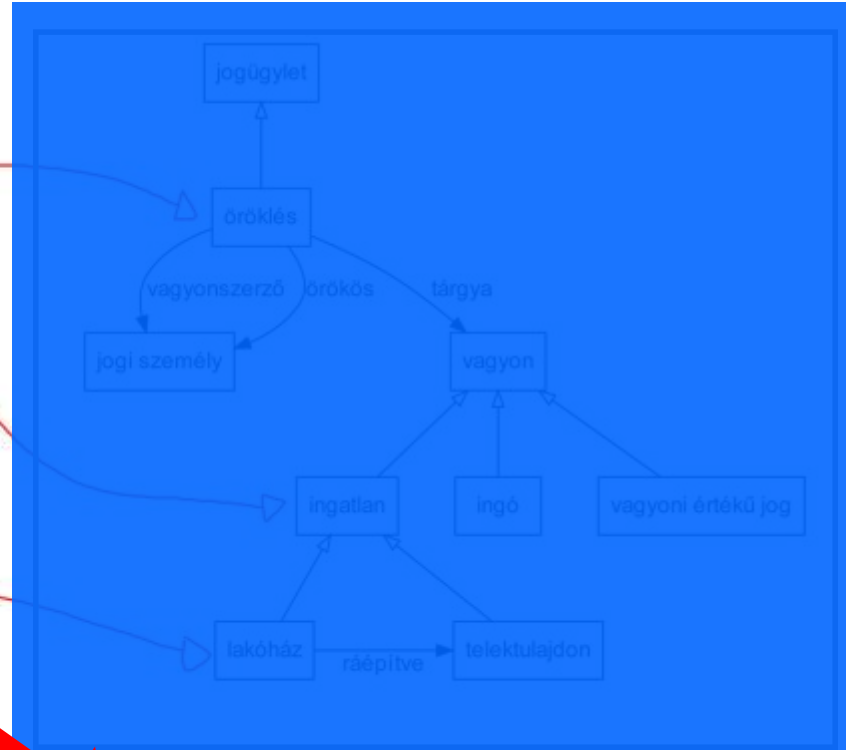 jogügylet
öröklés
vagyonszerző
örökös
tárgya
jogi személy
vagyon
ingatlan
ingó
vagyoni értékű jog
lakóház
ráépítve
telektulajdon